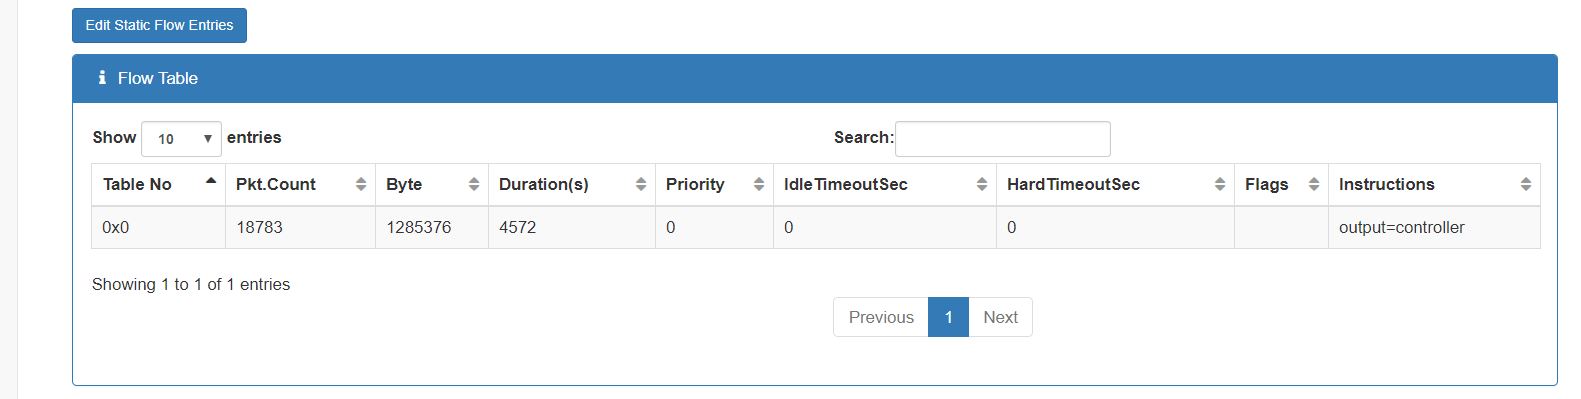 Edit Static Flow Entries
Flow Table
Show 10 entries Search:
Table No Pkt.Count Byte Duration(s) Priority IdleTimeoutSec HardTimeoutSec Flags Instructions
0x0 18783 1285376 4572 0 0 0 output=controller
Showing 1 to 1 of 1 entries
Previous 1 Next